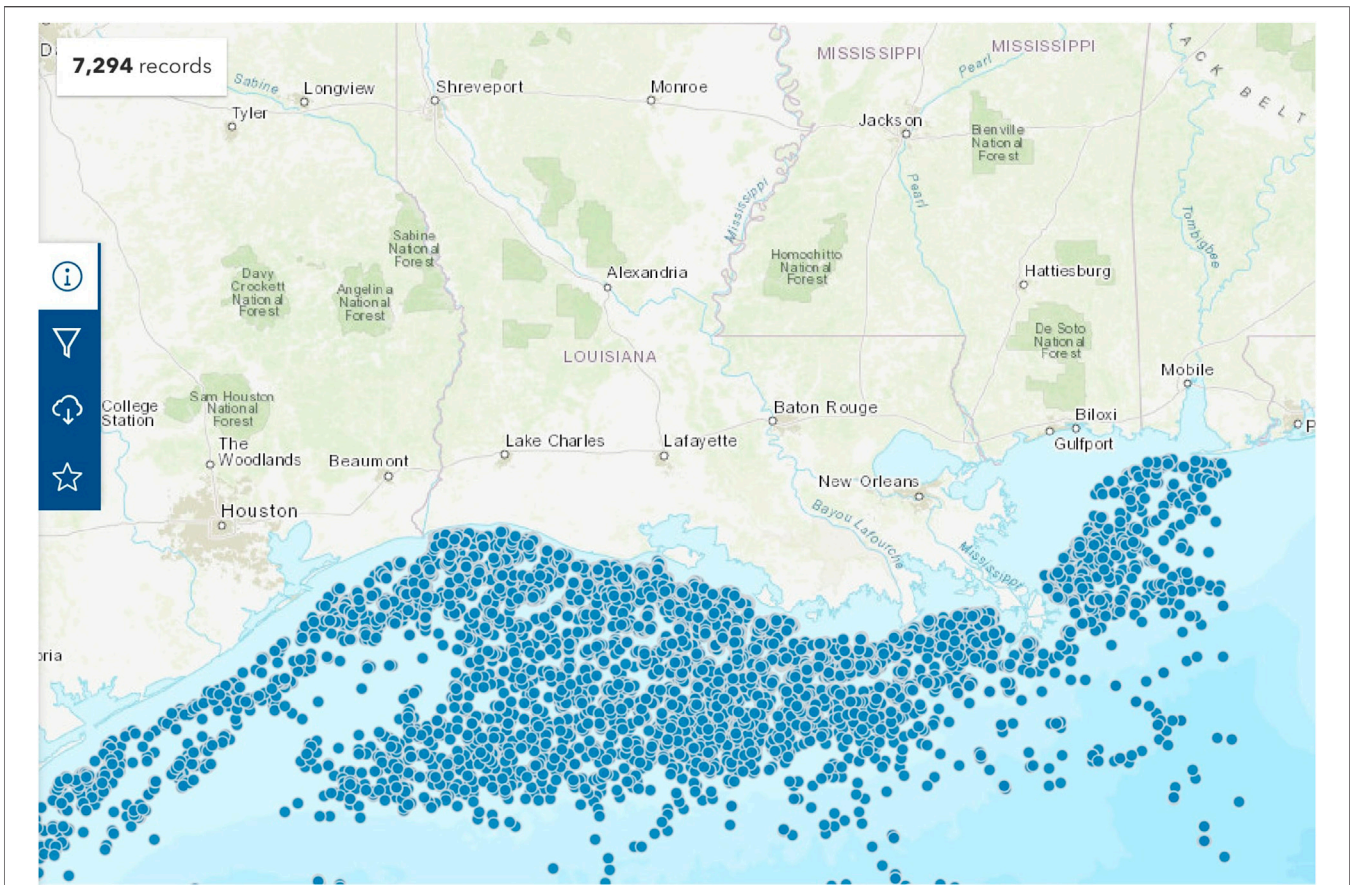 D
7,294 records
MISSISSIPPI
MISSISSIPPI
ACK BELT
Sabine
Longview
Shreveport
Monroe
Pearl
Tyler
Jackson
Bienville
National
Forest
Mississippi
Pearl
Tombigbee
Sabine
National
Forest
Davy
Crockett
National
Forest
Angelina
National
Forest
Alexandria
Homochitto
National
Forest
Hattiesburg
LOUISIANA
De Soto
National
Forest
Mobile
College
Station
Sam Houston
National
Forest
Baton Rouge
Biloxi
P
Gulfport
The
Woodlands
Beaumont
Lake Charles
Lafayette
New Orleans
Houston
Bayou Lafourche
Mississippi
oria